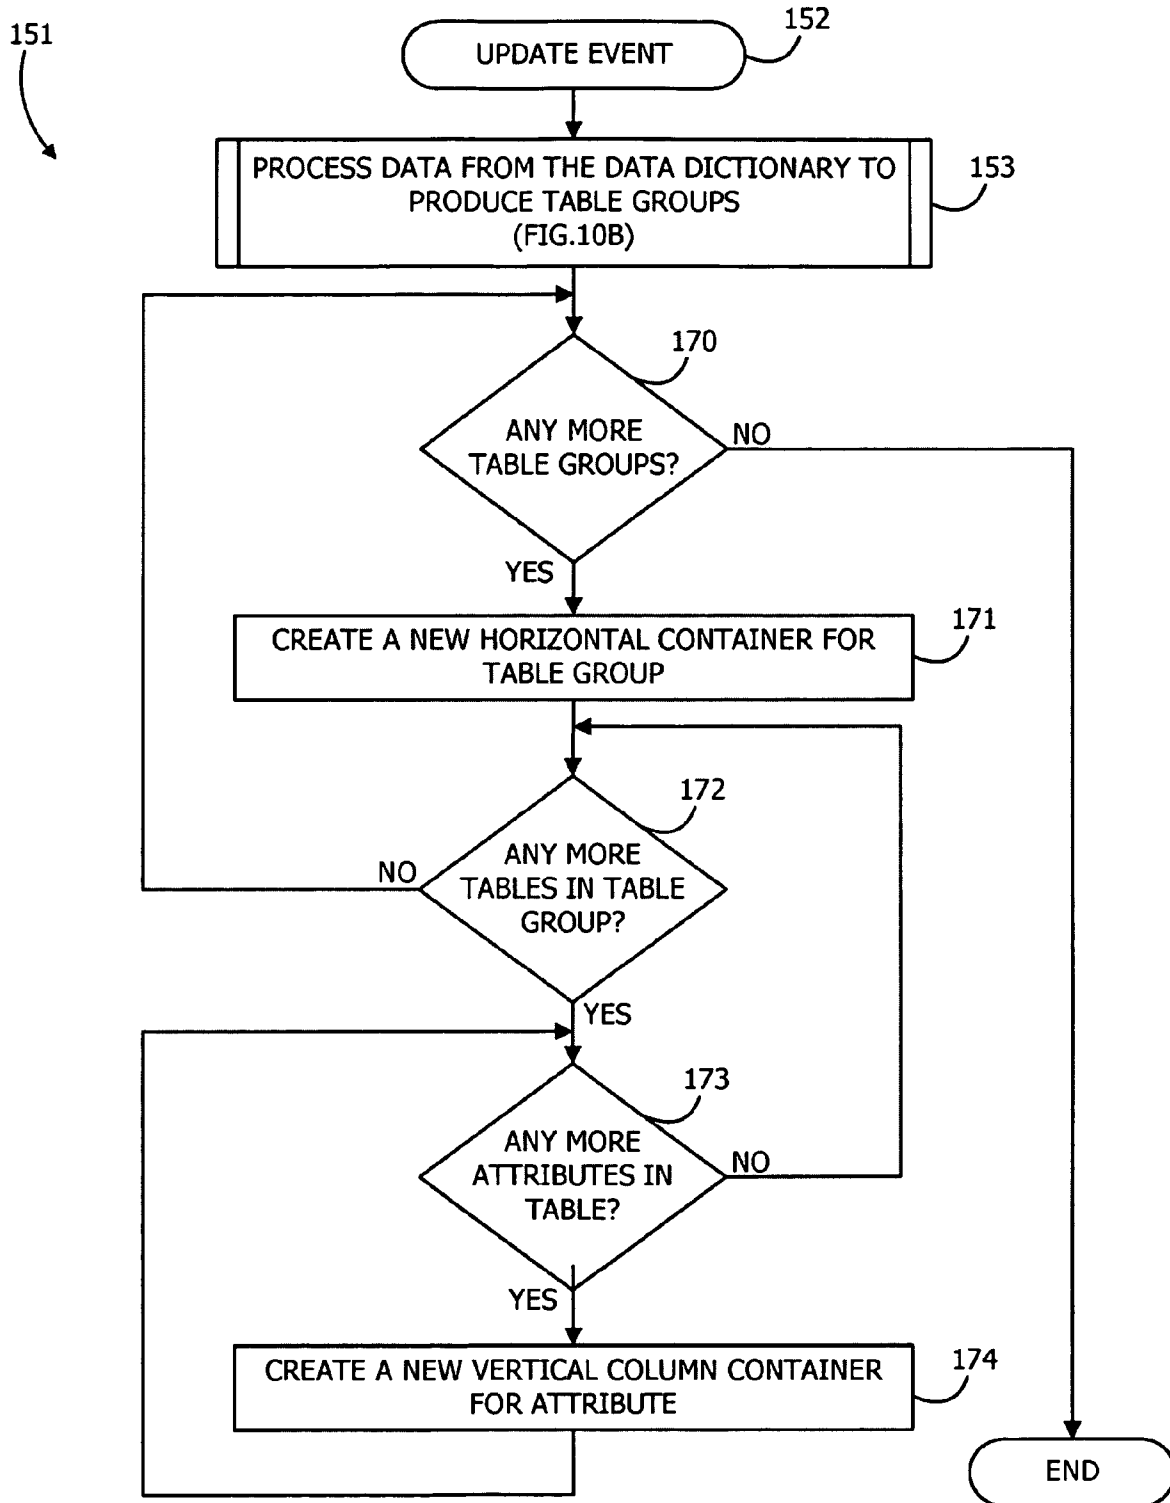 151
152
UPDATE EVENT
PROCESS DATA FROM THE DATA DICTIONARY TO
PRODUCE TABLE GROUPS
(FIG.10B)
153
170
ANY MORE
TABLE GROUPS?
NO
YES
CREATE A NEW HORIZONTAL CONTAINER FOR
TABLE GROUP
171
172
ANY MORE
TABLES IN TABLE
GROUP?
NO
YES
173
ANY MORE
ATTRIBUTES IN
TABLE?
NO
YES
CREATE A NEW VERTICAL COLUMN CONTAINER
FOR ATTRIBUTE
174
END